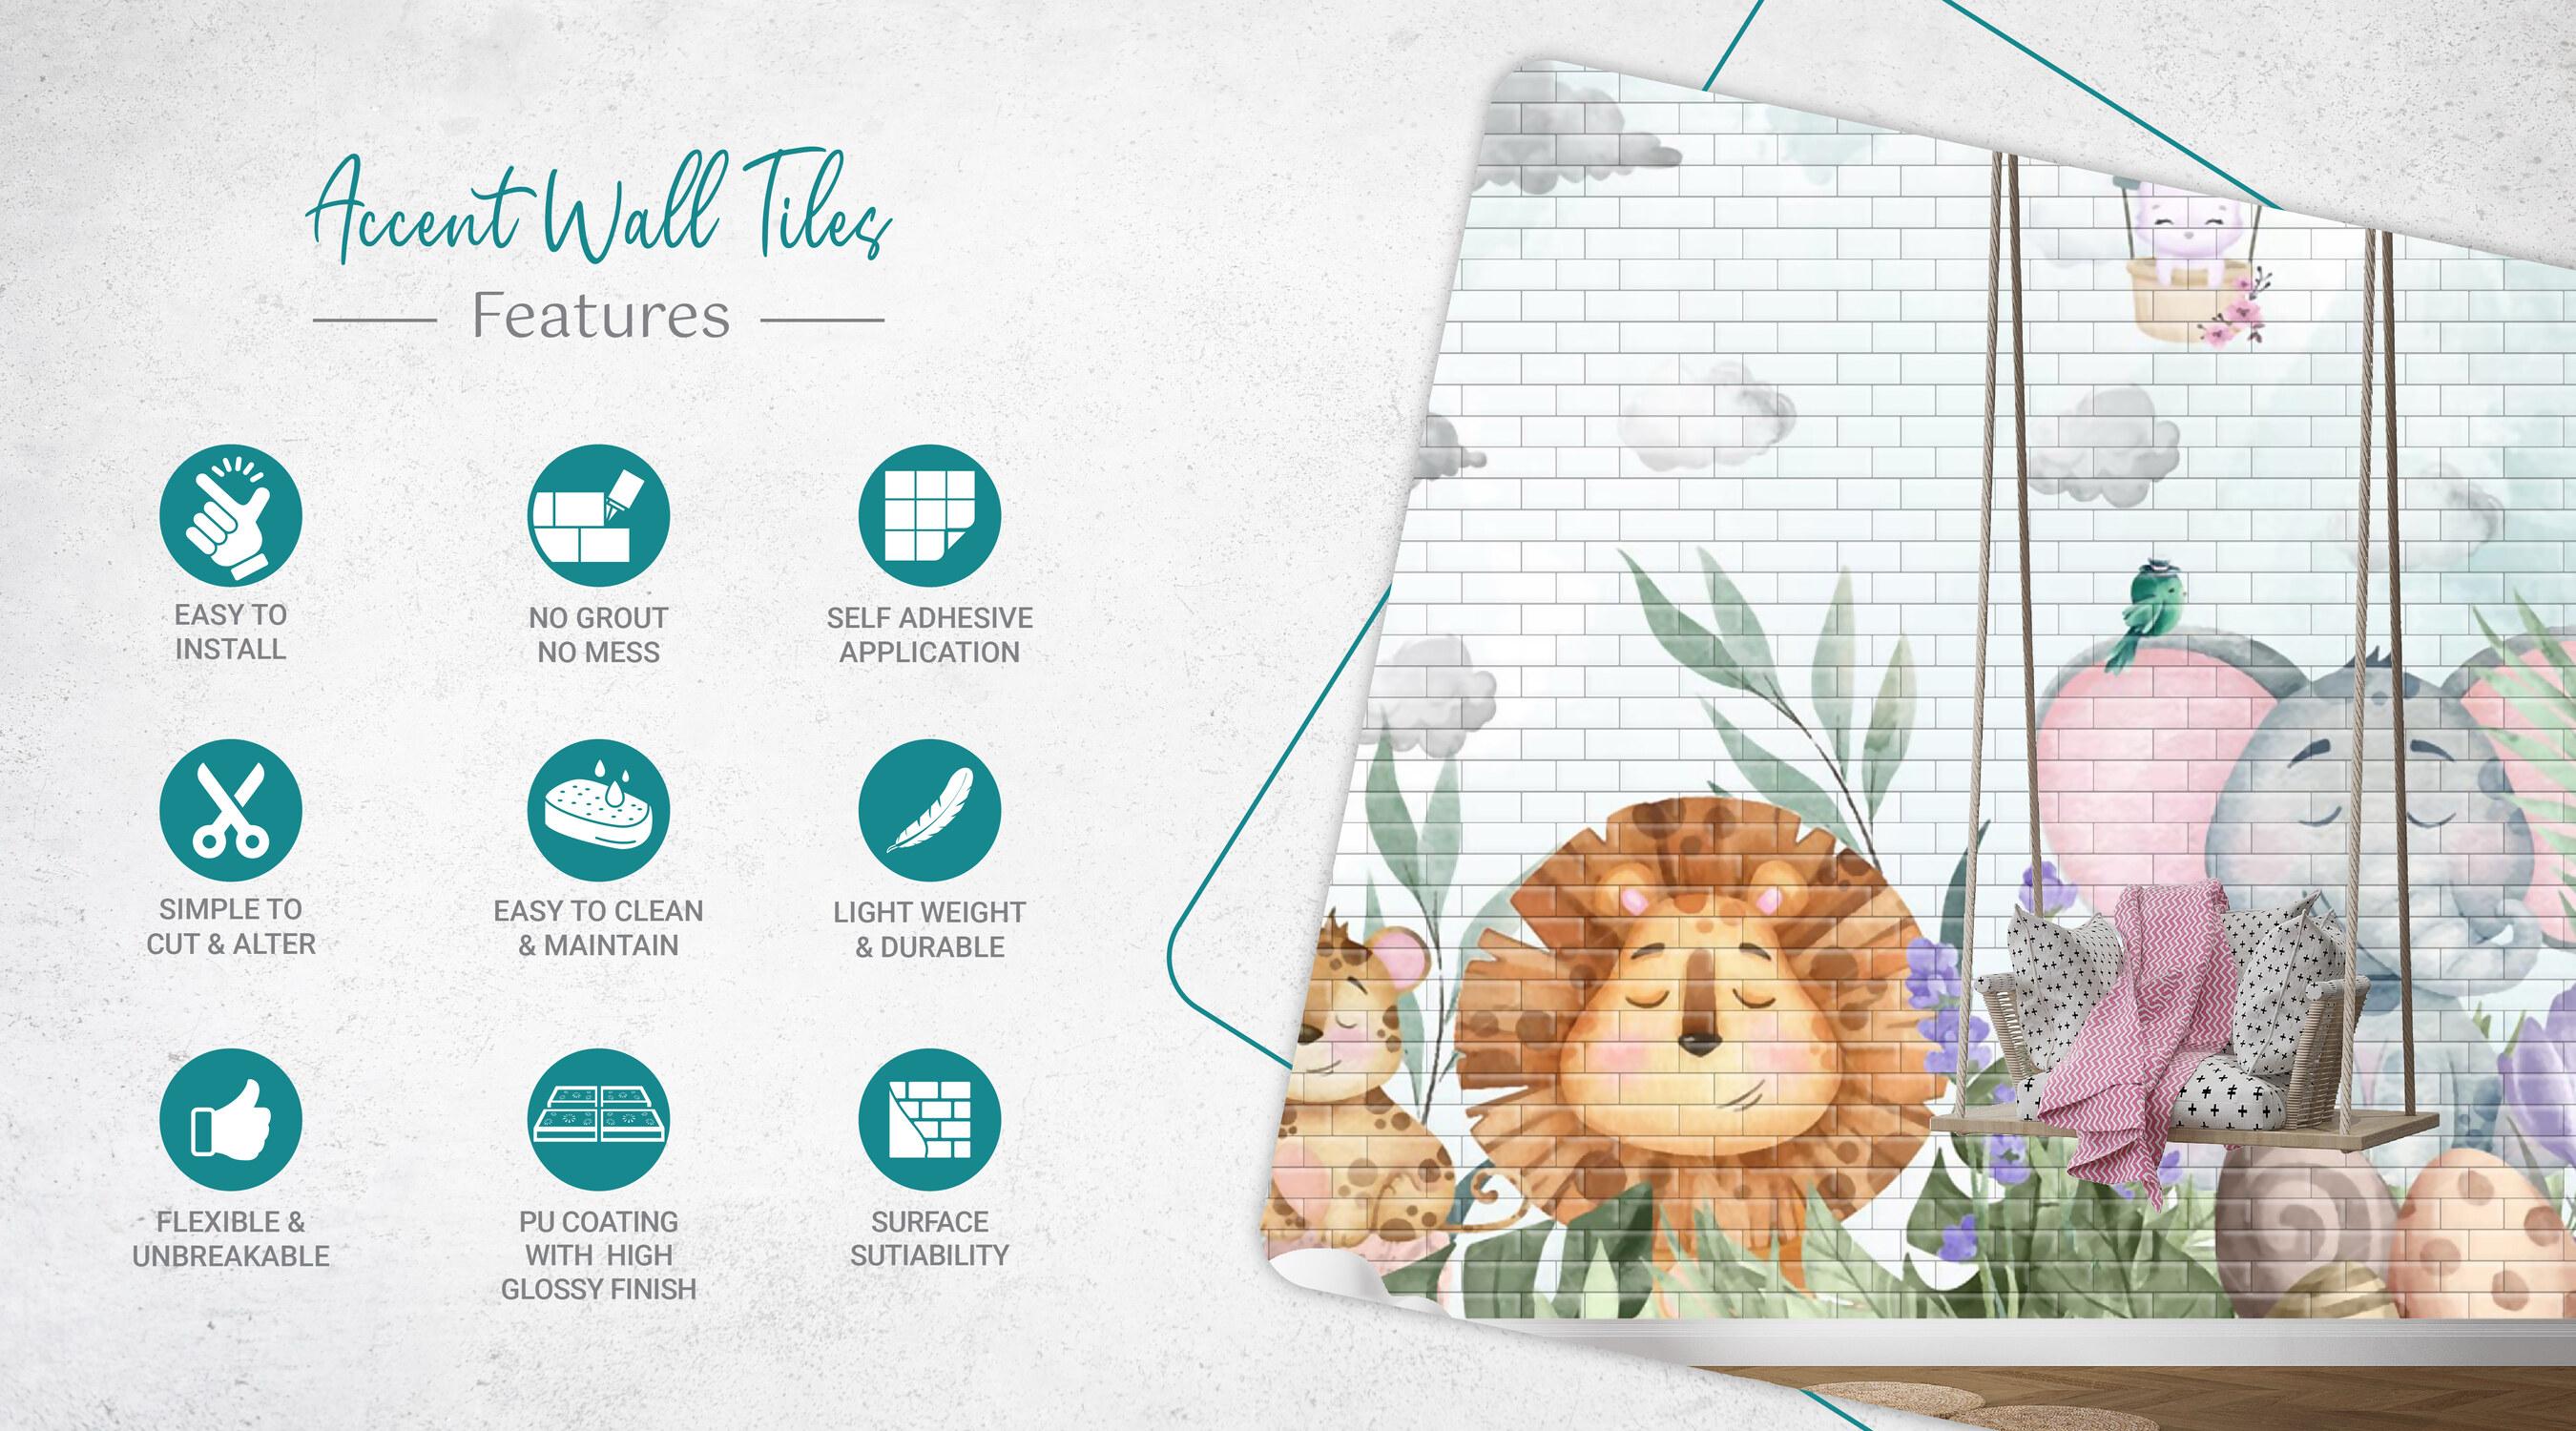 Accent Wall Tiles
Features
EASY TO
INSTALL
NO GROUT
NO MESS
SELF ADHESIVE
APPLICATION
SIMPLE TO
CUT & ALTER
EASY TO CLEAN
& MAINTAIN
LIGHT WEIGHT
& DURABLE
FLEXIBLE &
UNBREAKABLE
PU COATING
WITH HIGH
GLOSSY FINISH
SURFACE
SUTIABILITY